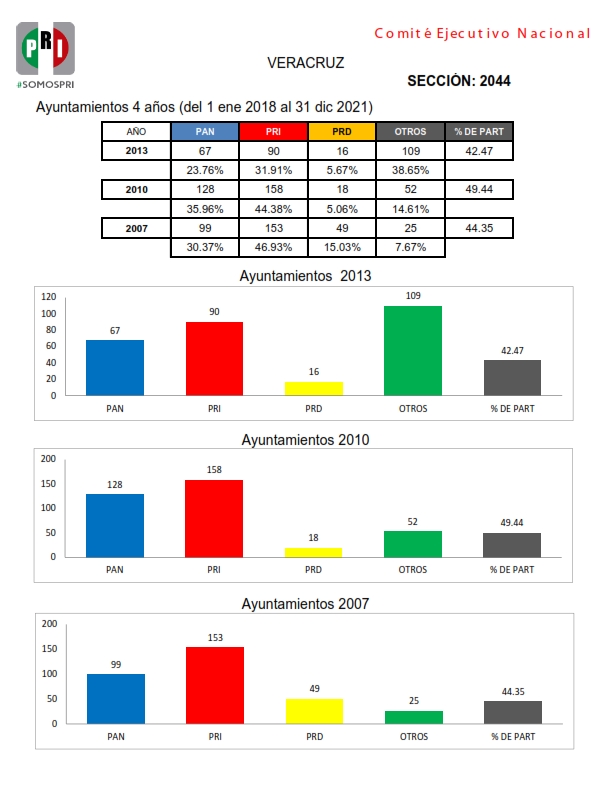 Comité Ejecutivo Nacional
PRI
#SOMOSPRI
VERACRUZ
SECCIÓN: 2044
Ayuntamientos 4 años (del 1 ene 2018 al 31 dic 2021)
AÑO PAN PRI PRD OTROS % DE PART
2013 67 90 16 109 42.47
23.76% 31.91% 5.67% 38.65%
2010 128 158 18 52 49.44
35.96% 44.38% 5.06% 14.61%
2007 99 153 49 25 44.35
30.37% 46.93% 15.03% 7.67%
Ayuntamientos 2013
120
100
80
60
40
20
0
67 90 16 109 42.47
PAN PRI PRD OTROS % DE PART
Ayuntamientos 2010
200
150
100
50
0
128 158 18 52 49.44
PAN PRI PRD OTROS % DE PART
Ayuntamientos 2007
200
150
100
50
0
99 153 49 25 44.35
PAN PRI PRD OTROS % DE PART